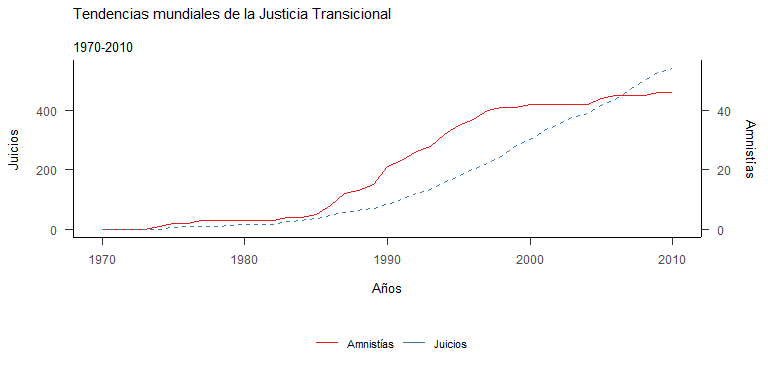 Tendencias mundiales de la Justicia Transicional
1970-2010
400
200
0
Juicios
40
20
0
Amnistías
1970 1980 1990 2000 2010
Años
Amnistías Juicios